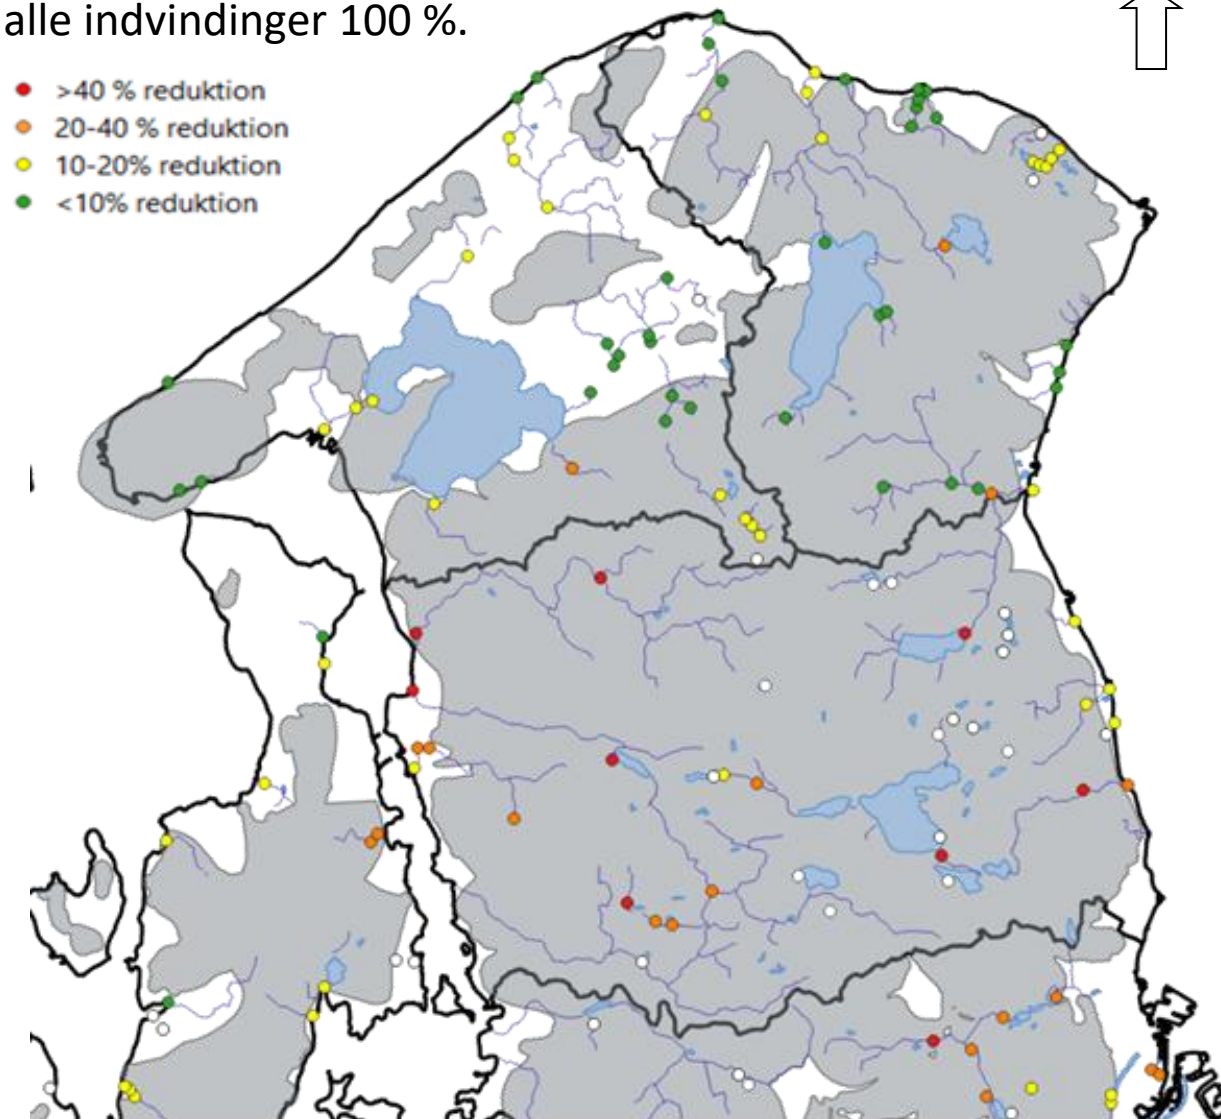 alle indvindinger 100 %.
>40 % reduktion
20-40 % reduktion
10-20% reduktion
<10% reduktion